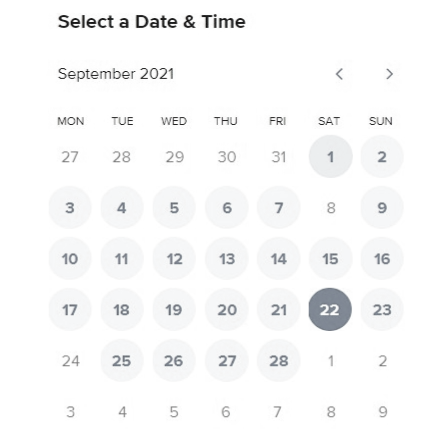 Select a Date & Time
September 2021
MON TUE WED THU FRI SAT SUN
27 28 29 30 31 1 2
3 4 5 6 7 8 9
10 11 12 13 14 15 16
17 18 19 20 21 22 23
24 25 26 27 28 1 2
3 4 5 6 7 8 9